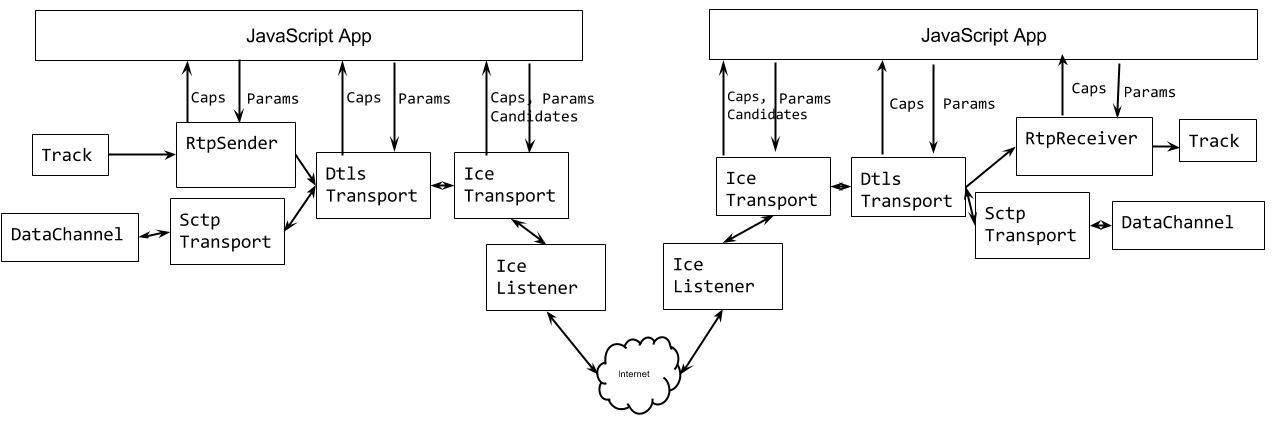 JavaScript App
JavaScript App
Caps
Params
Caps
Params
Caps, Params
Candidates
Caps, Params
Candidates
Caps
Params
Caps
Params
Track
RtpSender
Dtls
Transport
Ice
Transport
DataChannel
Sctp
Transport
Ice
Listener
Ice
Transport
Dtls
Transport
RtpReceiver
Track
Sctp
Transport
DataChannel
Ice
Listener
Internet